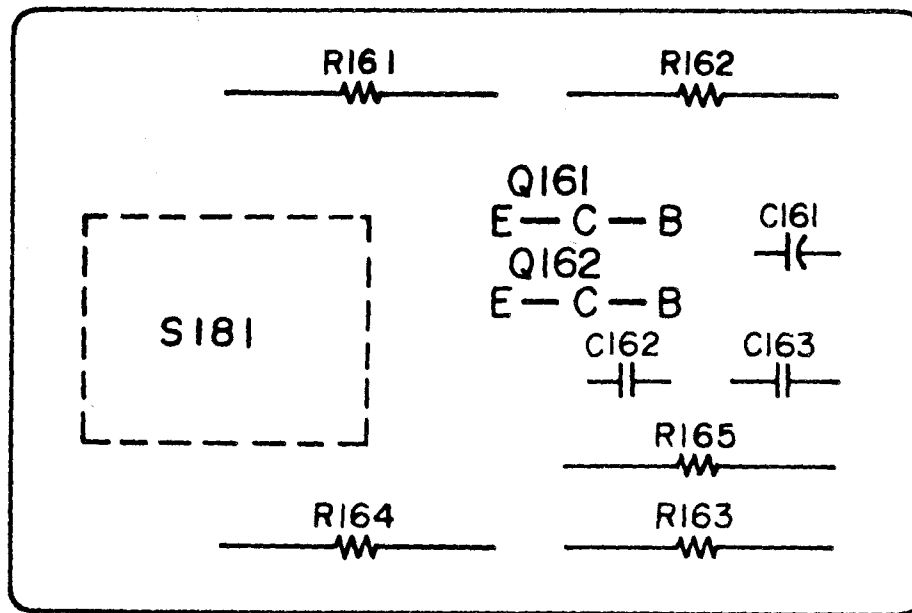 R161
R162
Q161
E — C — B
C161
Q162
E — C — B
S181
C162
C163
R165
R164
R163